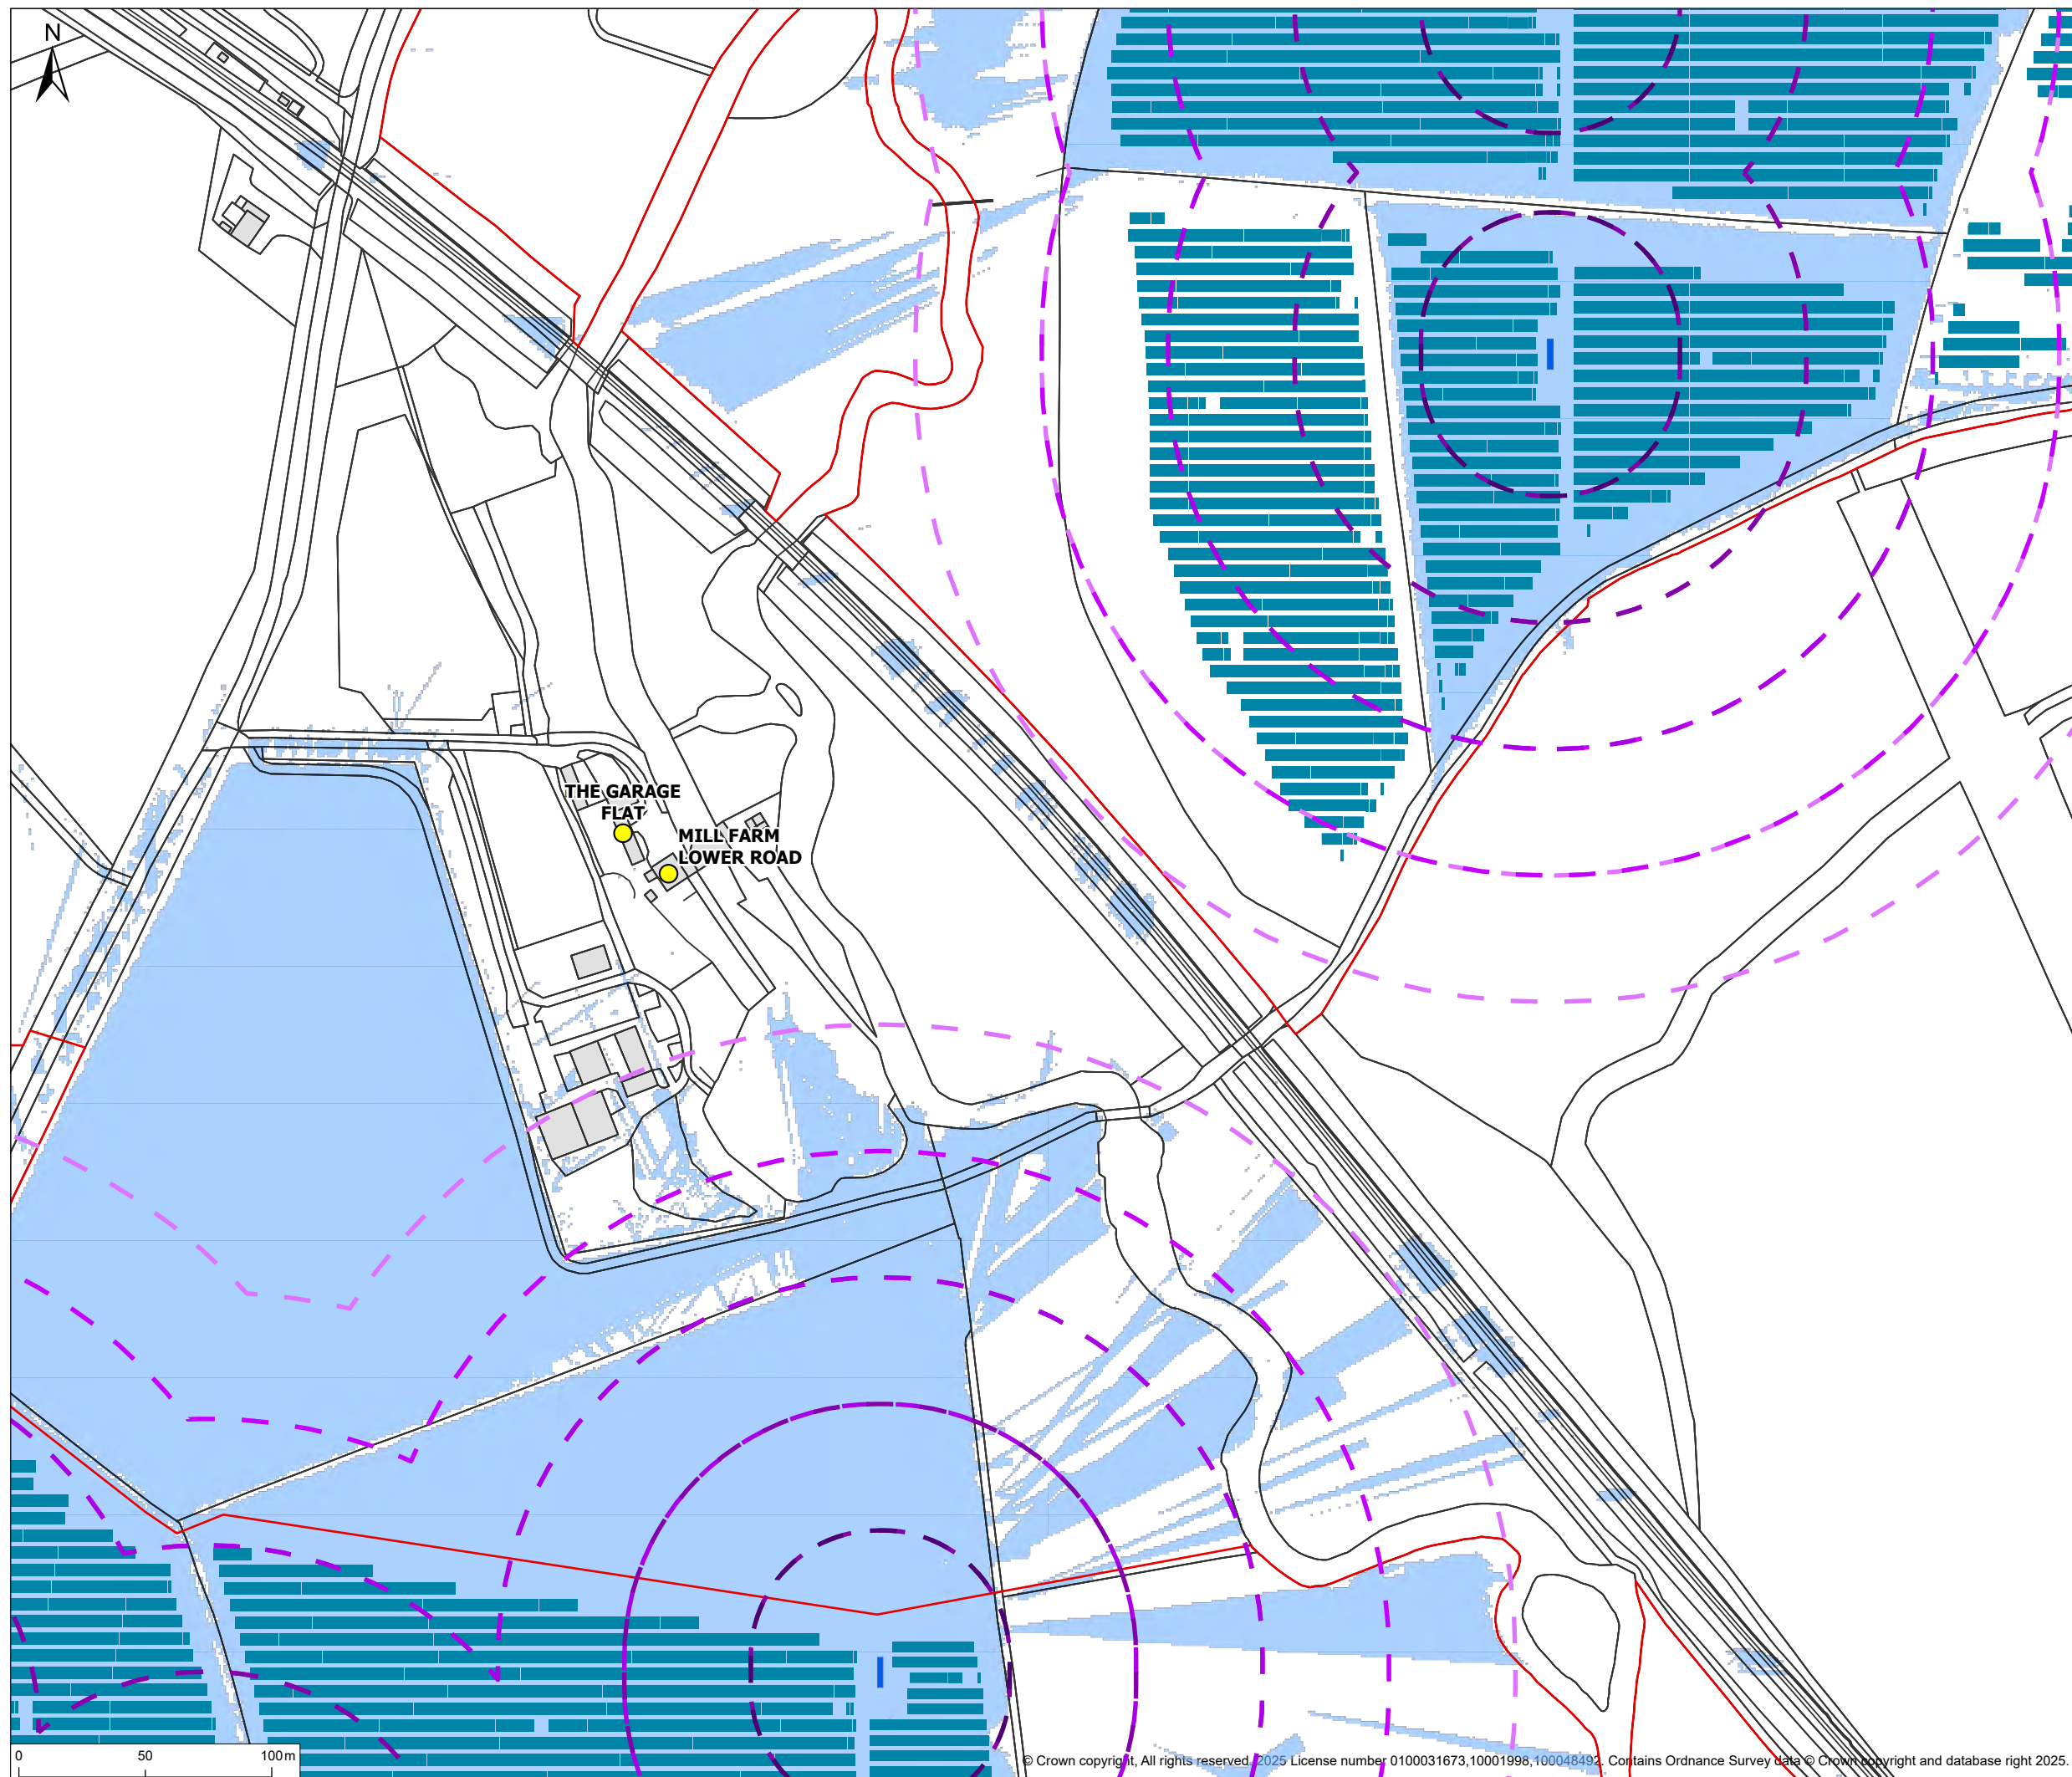 N
THE GARAGE
FLAT
MILL FARM
LOWER ROAD
0 50 100m
© Crown copyright, All rights reserved. 2025 License number 0100031673,10001998,100048492. Contains Ordnance Survey data © Crown copyright and database right 2025.